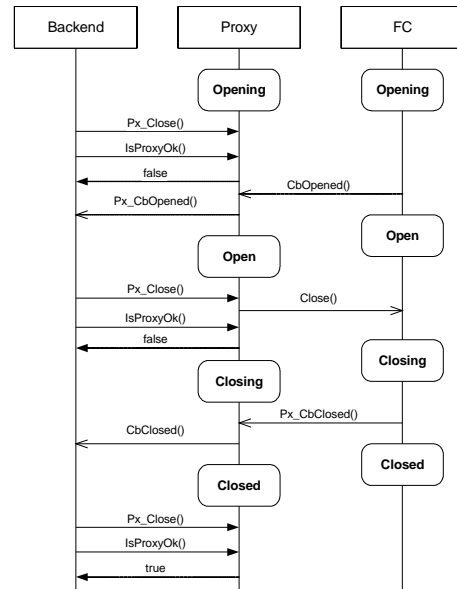 Backend Proxy FC
Opening Opening
Px_Close()
IsProxyOk()
false
CbOpened()
Px_CbOpened()
Open
Open
Px_Close()
Close()
IsProxyOk()
false
Closing
Closing
Px_CbClosed()
CbClosed()
Closed
Closed
Px_Close()
IsProxyOk()
true